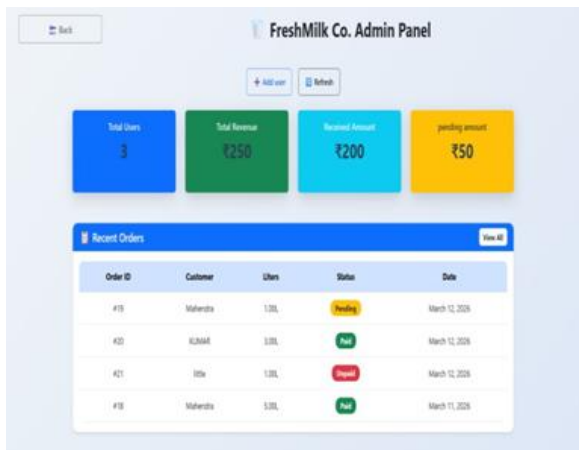 Back
FreshMilk Co. Admin Panel
+ Add user
Refresh
Total Users
3
Total Revenue
₹250
Received Amount
₹200
pending amount
₹50
Recent Orders
View All
Order ID Customer Liters Status Date
#19 Mahendra 1.00L Pending March 12, 2026
#20 KUMAR 3.00L Paid March 12, 2026
#21 little 1.00L Unpaid March 12, 2026
#18 Mahendra 5.00L Paid March 11, 2026